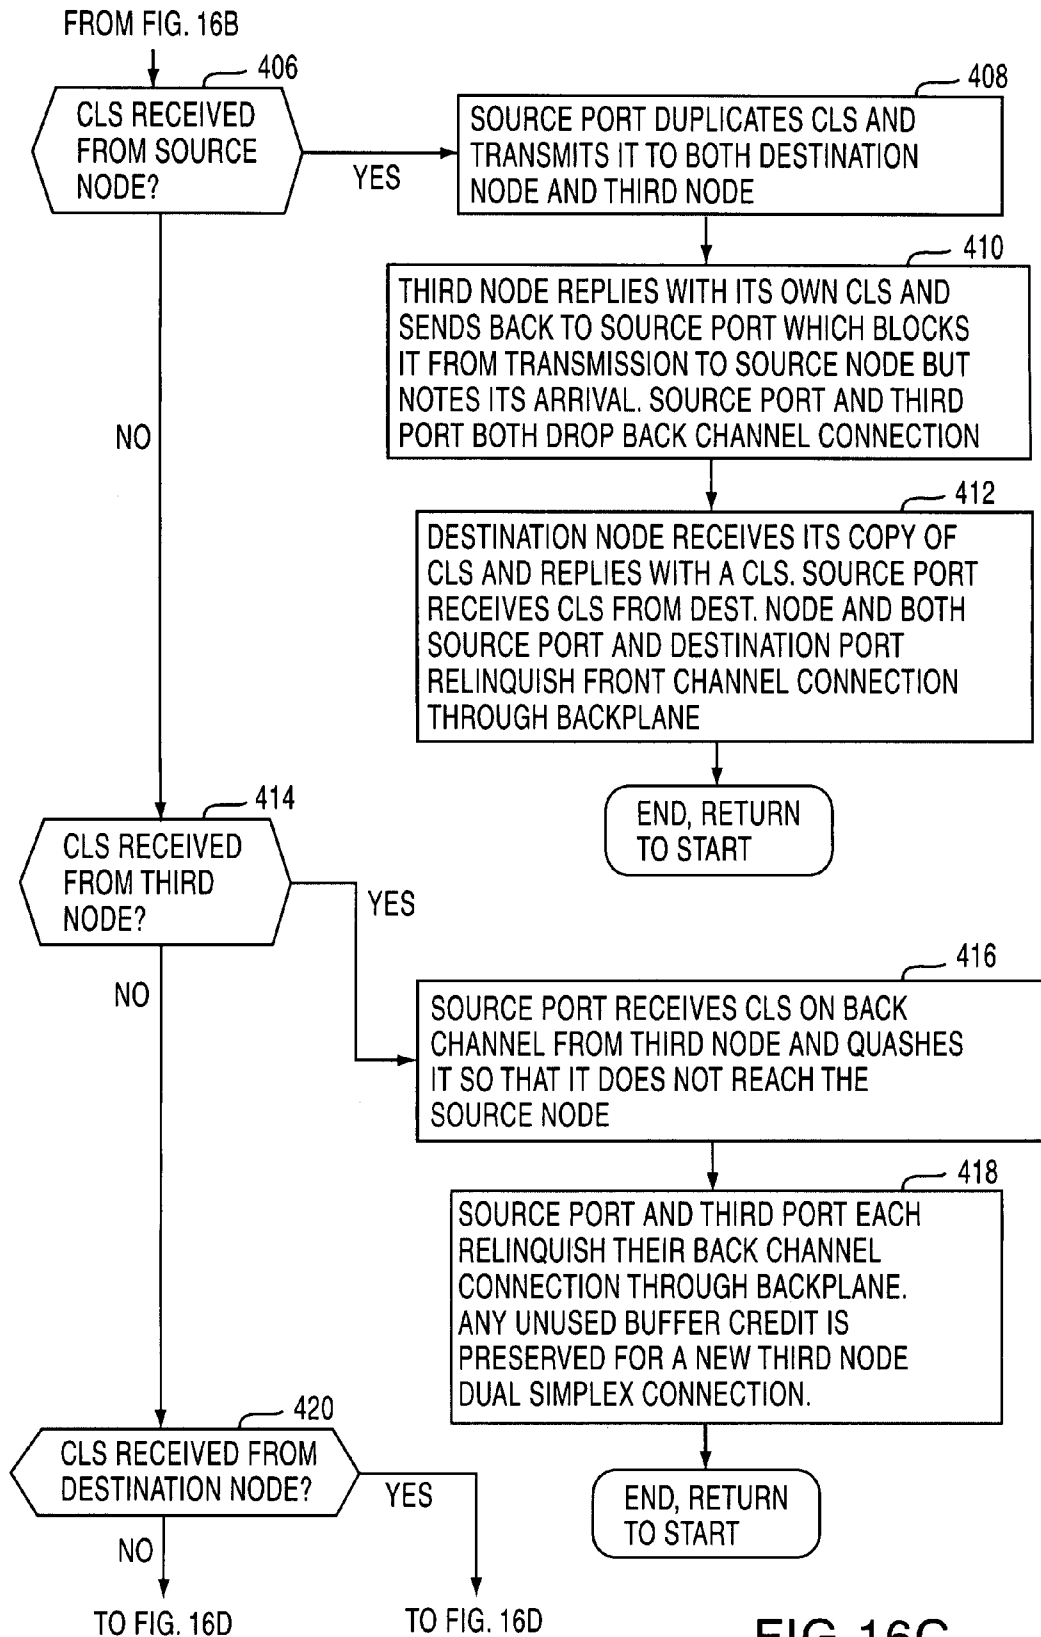 FROM FIG. 16B
406
CLS RECEIVED
FROM SOURCE
NODE?
YES
408
SOURCE PORT DUPLICATES CLS AND
TRANSMITS IT TO BOTH DESTINATION
NODE AND THIRD NODE
410
THIRD NODE REPLIES WITH ITS OWN CLS AND
SENDS BACK TO SOURCE PORT WHICH BLOCKS
IT FROM TRANSMISSION TO SOURCE NODE BUT
NOTES ITS ARRIVAL. SOURCE PORT AND THIRD
PORT BOTH DROP BACK CHANNEL CONNECTION
NO
412
DESTINATION NODE RECEIVES ITS COPY OF
CLS AND REPLIES WITH A CLS. SOURCE PORT
RECEIVES CLS FROM DEST. NODE AND BOTH
SOURCE PORT AND DESTINATION PORT
RELINQUISH FRONT CHANNEL CONNECTION
THROUGH BACKPLANE
END, RETURN
TO START
414
CLS RECEIVED
FROM THIRD
NODE?
YES
NO
416
SOURCE PORT RECEIVES CLS ON BACK
CHANNEL FROM THIRD NODE AND QUASHES
IT SO THAT IT DOES NOT REACH THE
SOURCE NODE
418
SOURCE PORT AND THIRD PORT EACH
RELINQUISH THEIR BACK CHANNEL
CONNECTION THROUGH BACKPLANE.
ANY UNUSED BUFFER CREDIT IS
PRESERVED FOR A NEW THIRD NODE
DUAL SIMPLEX CONNECTION.
END, RETURN
TO START
420
CLS RECEIVED FROM
DESTINATION NODE?
YES
NO
TO FIG. 16D
TO FIG. 16D
FIG. 16C